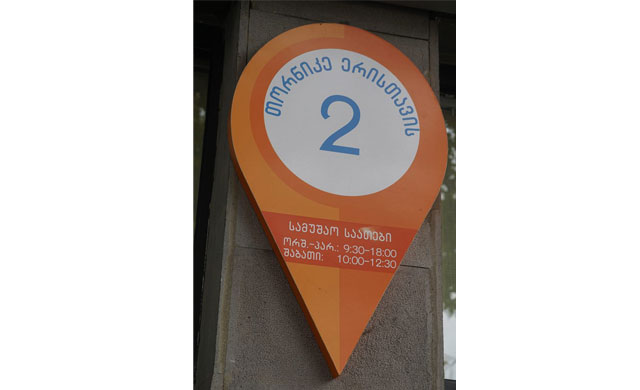 თორნიკე ერისთავის
2
სამუშაო საათები
ორშ.-პარ.: 9:30-18:00
შაბათი: 10:00-12:30